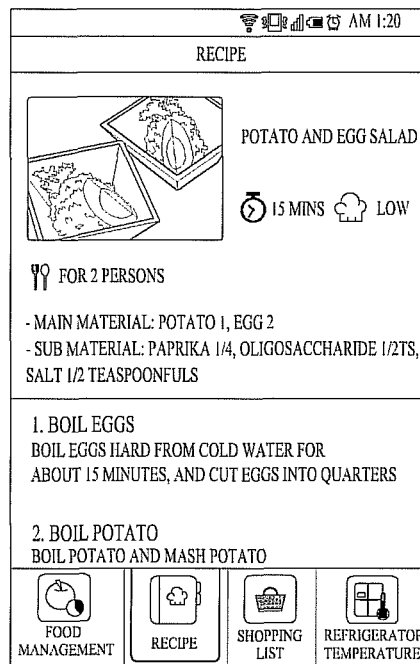 AM 1:20
RECIPE
POTATO AND EGG SALAD
15 MINS LOW
FOR 2 PERSONS
- MAIN MATERIAL: POTATO 1, EGG 2
- SUB MATERIAL: PAPRIKA 1/4, OLIGOSACCHARIDE 1/2TS,
SALT 1/2 TEASPOONFULS
1. BOIL EGGS
BOIL EGGS HARD FROM COLD WATER FOR
ABOUT 15 MINUTES, AND CUT EGGS INTO QUARTERS
2. BOIL POTATO
BOIL POTATO AND MASH POTATO
FOOD
MANAGEMENT
RECIPE
SHOPPING
LIST
REFRIGERATOR
TEMPERATURE